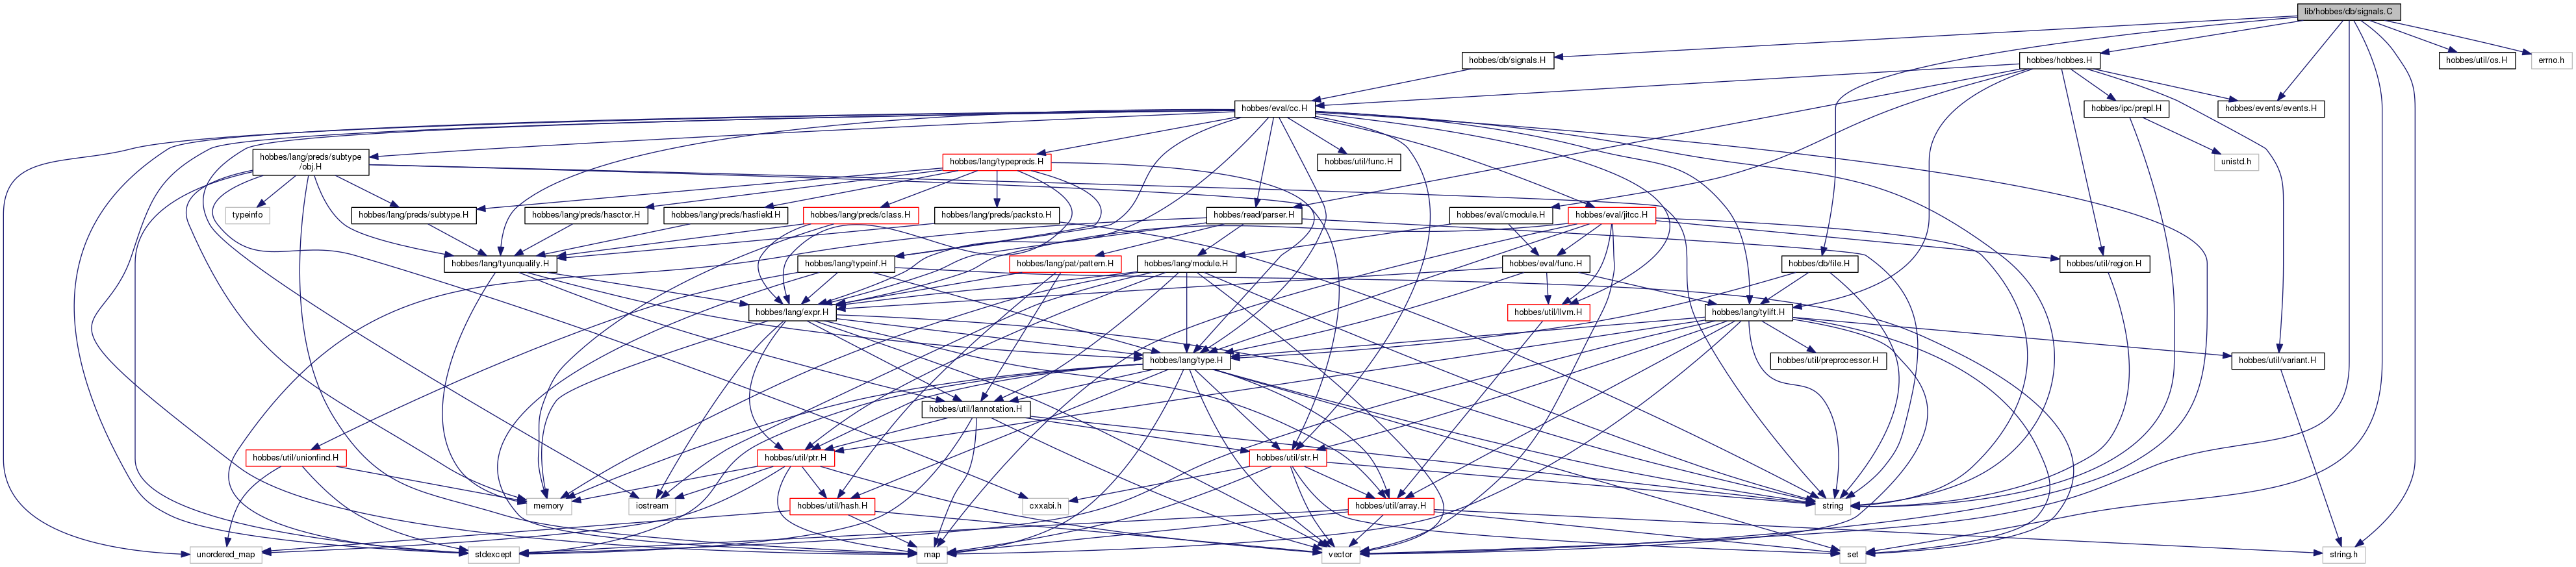 lib/hobbes/db/signals.C
hobbes/db/signals.H
hobbes/hobbes.H
hobbes/util/os.H
errno.h
hobbes/eval/cc.H
hobbes/ipc/prepl.H
hobbes/events/events.H
hobbes/lang/preds/subtype
/obj.H
hobbes/lang/typepreds.H
hobbes/util/func.H
unistd.h
typeinfo
hobbes/lang/preds/subtype.H
hobbes/lang/preds/hasctor.H
hobbes/lang/preds/hasfield.H
hobbes/lang/preds/class.H
hobbes/lang/preds/packsto.H
hobbes/read/parser.H
hobbes/eval/cmodule.H
hobbes/eval/jitcc.H
hobbes/lang/tyunqualify.H
hobbes/lang/typeinf.H
hobbes/lang/pat/pattern.H
hobbes/lang/module.H
hobbes/eval/func.H
hobbes/db/file.H
hobbes/util/region.H
hobbes/lang/expr.H
hobbes/util/llvm.H
hobbes/lang/tylift.H
hobbes/lang/type.H
hobbes/util/preprocessor.H
hobbes/util/variant.H
hobbes/util/lannotation.H
hobbes/util/unionfind.H
hobbes/util/ptr.H
hobbes/util/str.H
memory
iostream
hobbes/util/hash.H
cxxabi.h
hobbes/util/array.H
string
unordered_map
stdexcept
map
vector
set
string.h